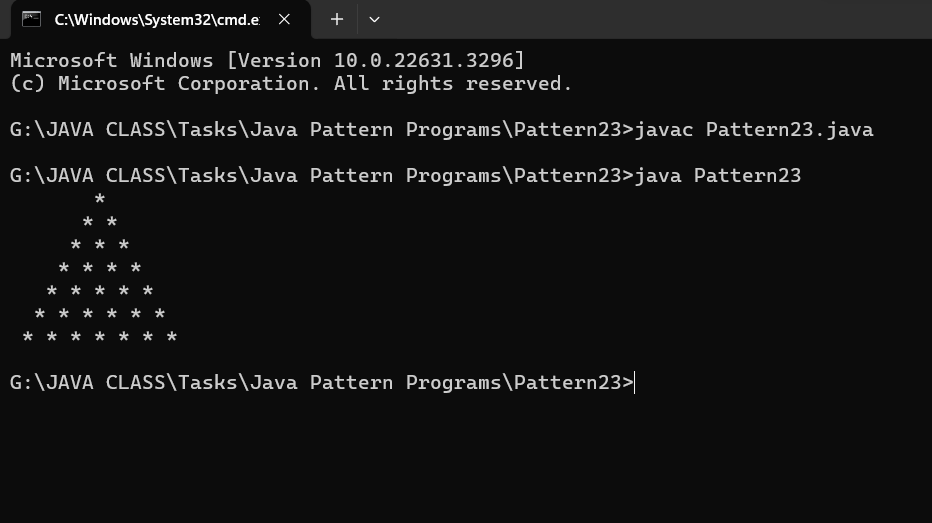 C:\Windows\System32\cmd.e
Microsoft Windows [Version 10.0.22631.3296]
(c) Microsoft Corporation. All rights reserved.
G:\JAVA CLASS\Tasks\Java Pattern Programs\Pattern23>javac Pattern23.java
G:\JAVA CLASS\Tasks\Java Pattern Programs\Pattern23>java Pattern23
       *
      * *
     * * *
    * * * *
   * * * * *
  * * * * * *
 * * * * * * *
G:\JAVA CLASS\Tasks\Java Pattern Programs\Pattern23>